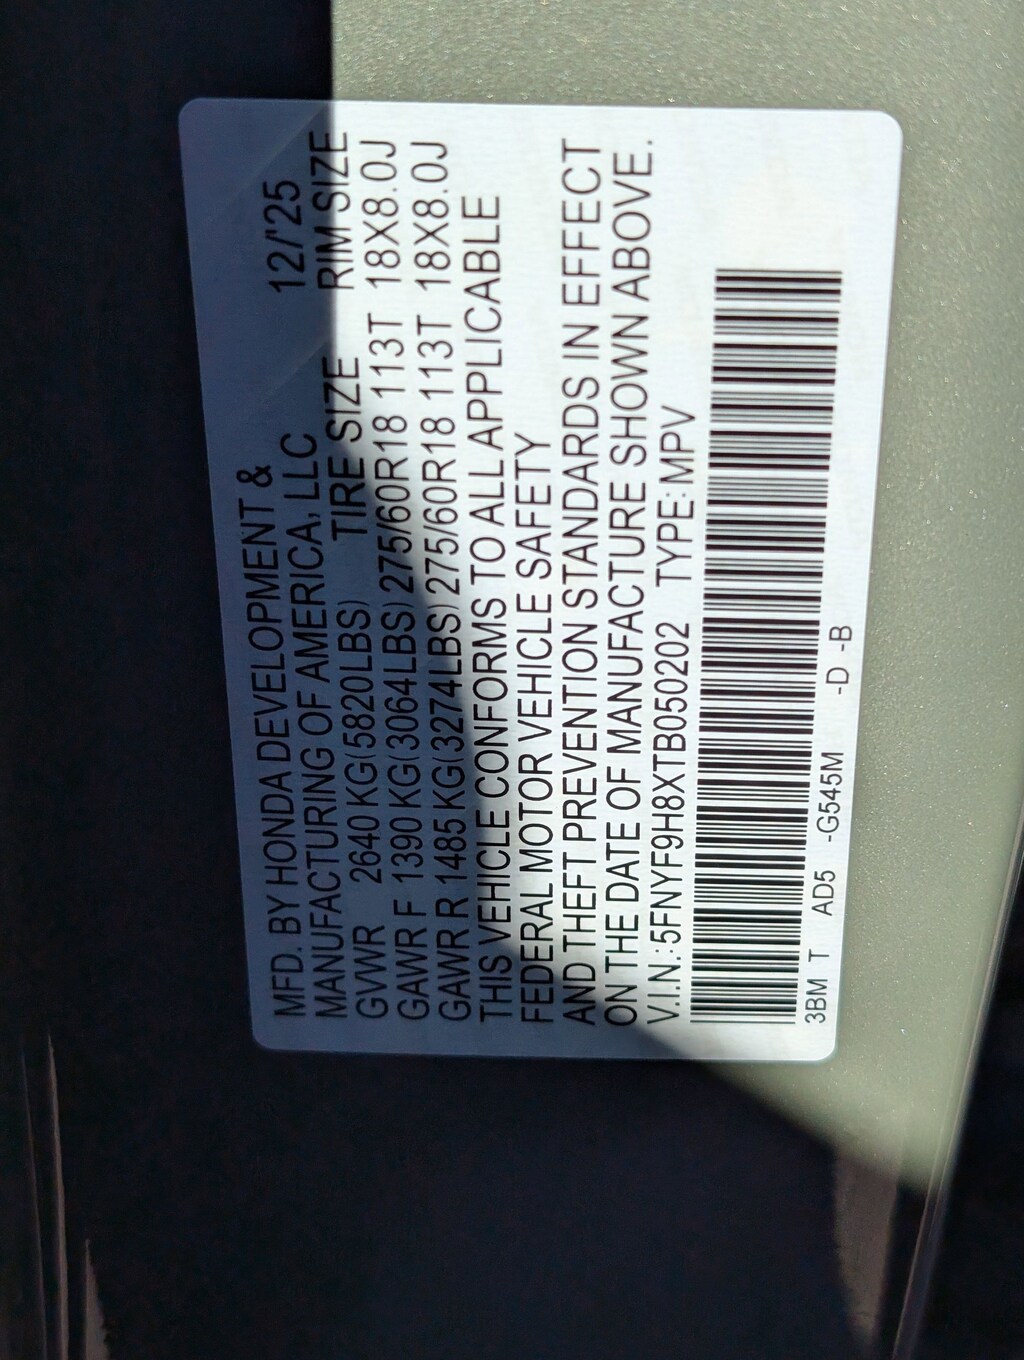 MFD. BY HONDA DEVELOPMENT &
MANUFACTURING OF AMERICA, LLC 12/'25
TIRE SIZE RIM SIZE
GVWR 2640 KG(5820LBS)
GAWR F 1390 KG(3064LBS) 275/60R18 113T 18X8.0J
GAWR R 1485 KG(3274LBS) 275/60R18 113T 18X8.0J
THIS VEHICLE CONFORMS TO ALL APPLICABLE
FEDERAL MOTOR VEHICLE SAFETY
AND THEFT PREVENTION STANDARDS IN EFFECT
ON THE DATE OF MANUFACTURE SHOWN ABOVE.
V.I.N.:5FNYF9H8XTB050202 TYPE:MPV
3BM T AD5 -G545M -D -B